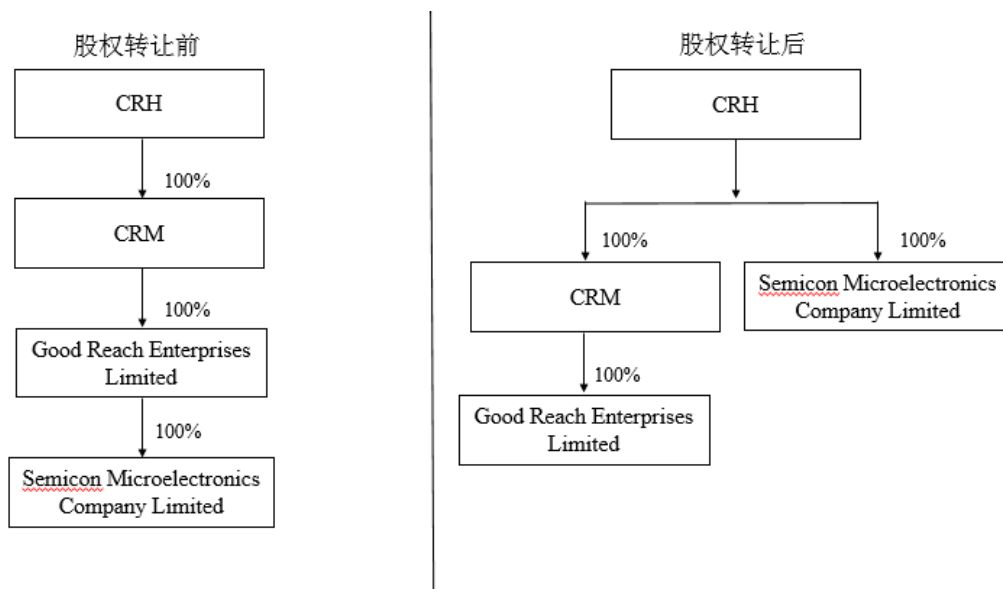 股权转让前
CRH
100%
CRM
100%
Good Reach Enterprises
Limited
100%
Semicon Microelectronics
Company Limited
股权转让后
CRH
100%
100%
CRM
Semicon Microelectronics
Company Limited
100%
Good Reach Enterprises
Limited